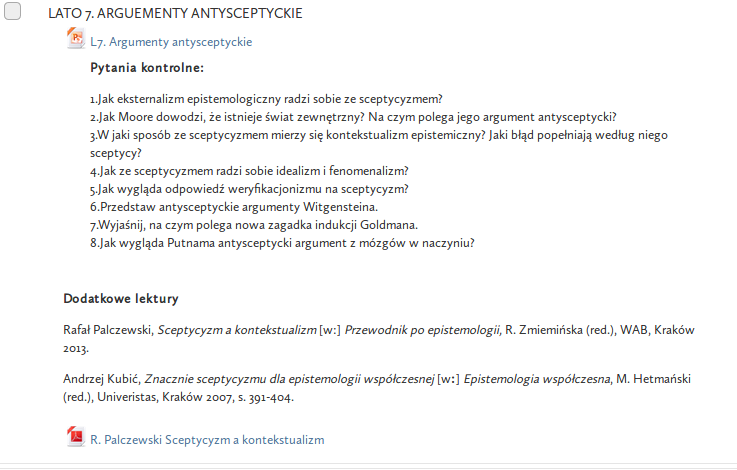 LATO 7. ARGUEMENTY ANTYSCEPTYCKIE
L7. Argumenty antysceptyckie
Pytania kontrolne:
1.Jak eksternalizm epistemologiczny radzi sobie ze sceptycyzmem?
2.Jak Moore dowodzi, że istnieje świat zewnętrzny? Na czym polega jego argument antysceptycki?
3.W jaki sposób ze sceptycyzmem mierzy się kontekstualizm epistemiczny? Jaki błąd popełniają według niego
sceptycy?
4.Jak ze sceptycyzmem radzi sobie idealizm i fenomenalizm?
5.Jak wygląda odpowiedź weryfikacjonizmu na sceptycyzm?
6.Przedstaw antysceptyckie argumenty Witgensteina.
7.Wyjaśnij, na czym polega nowa zagadka indukcji Goldmana.
8.Jak wygląda Putnama antysceptycki argument z mózgów w naczyniu?
Dodatkowe lektury
Rafał Palczewski, Sceptycyzm a kontekstualizm [w:] Przewodnik po epistemologii, R. Zmiemińska (red.), WAB, Kraków
2013.
Andrzej Kubić, Znacznie sceptycyzmu dla epistemologii współczesnej [w:] Epistemologia współczesna, M. Hetmański
(red.), Univeristas, Kraków 2007, s. 391-404.
R. Palczewski Sceptycyzm a kontekstualizm